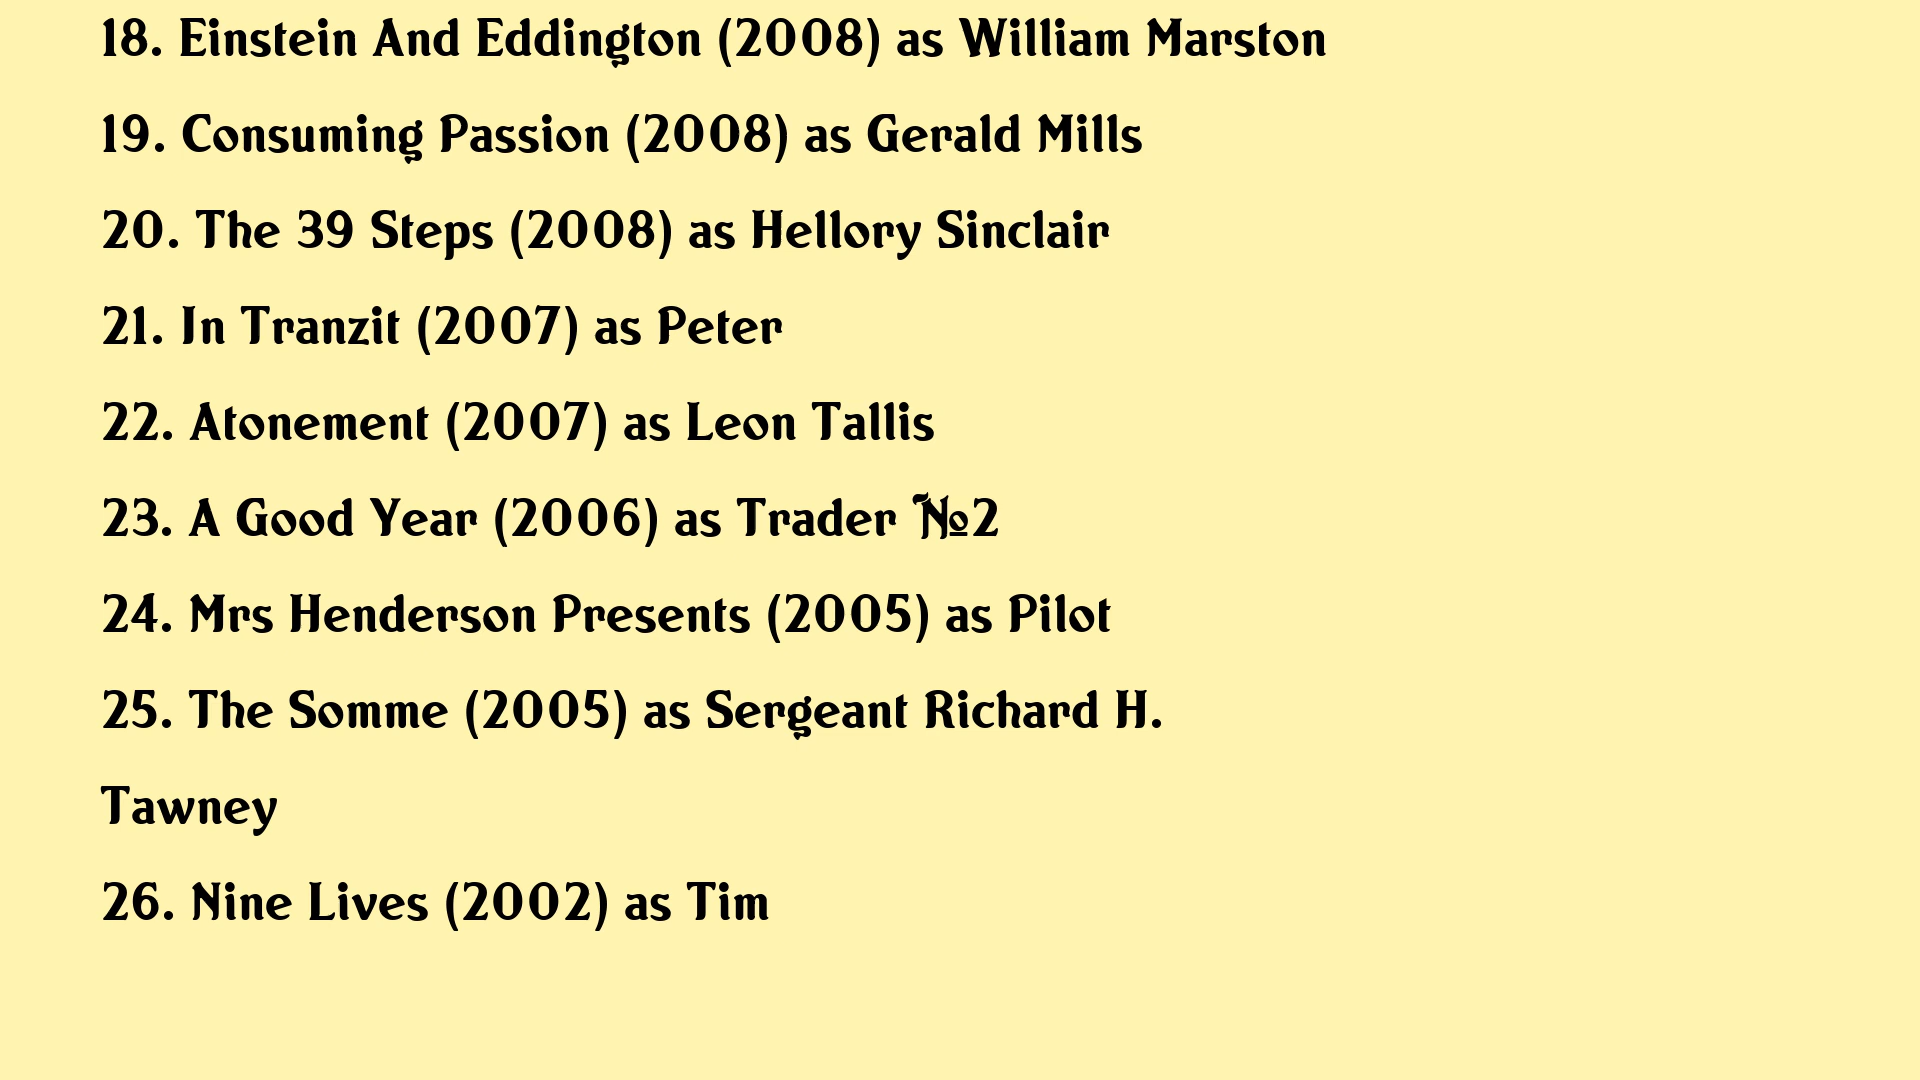 18. Einstein And Eddington (2008) as William Marston
19. Consuming Passion (2008) as Gerald Mills
20. The 39 Steps (2008) as Hellory Sinclair
21. In Tranzit (2007) as Peter
22. Atonement (2007) as Leon Tallis
23. A Good Year (2006) as Trader №2
24. Mrs Henderson Presents (2005) as Pilot
25. The Somme (2005) as Sergeant Richard H.
Tawney
26. Nine Lives (2002) as Tim